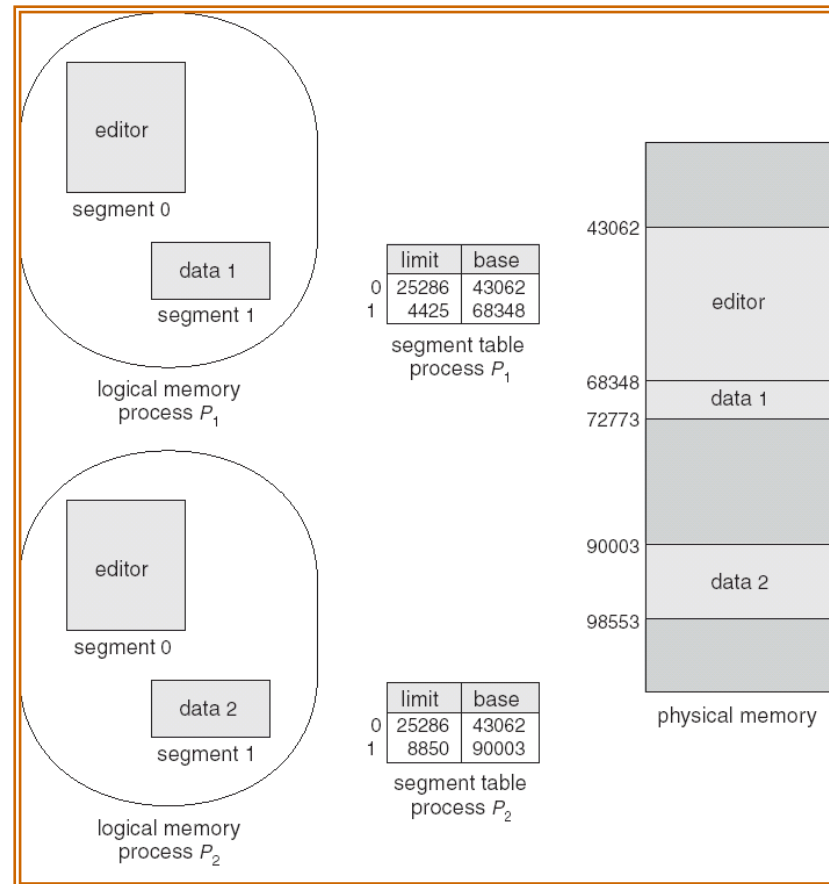 editor
segment 0
data 1
segment 1
logical memory
process P1
limit base
0 25286 43062
1 4425 68348
segment table
process P1
43062
editor
68348
data 1
72773
90003
data 2
98553
physical memory
editor
segment 0
data 2
segment 1
logical memory
process P2
limit base
0 25286 43062
1 8850 90003
segment table
process P2